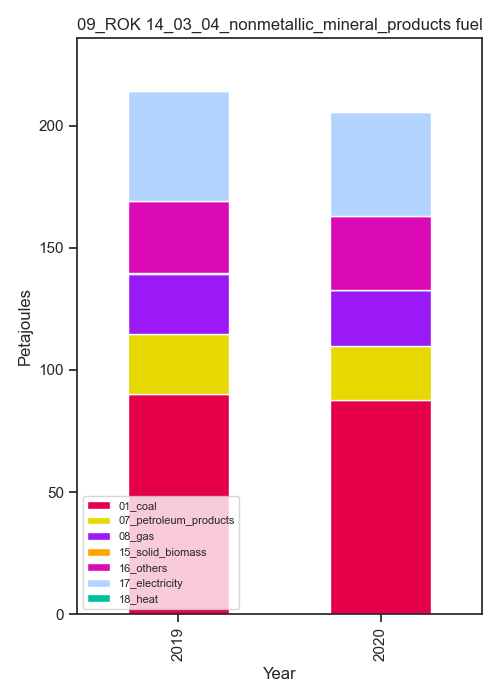 09_ROK 14_03_04_nonmetallic_mineral_products fuel
Petajoules
200
150
100
50
0
01_coal
07_petroleum_products
08_gas
15_solid_biomass
16_others
17_electricity
18_heat
2019
2020
Year